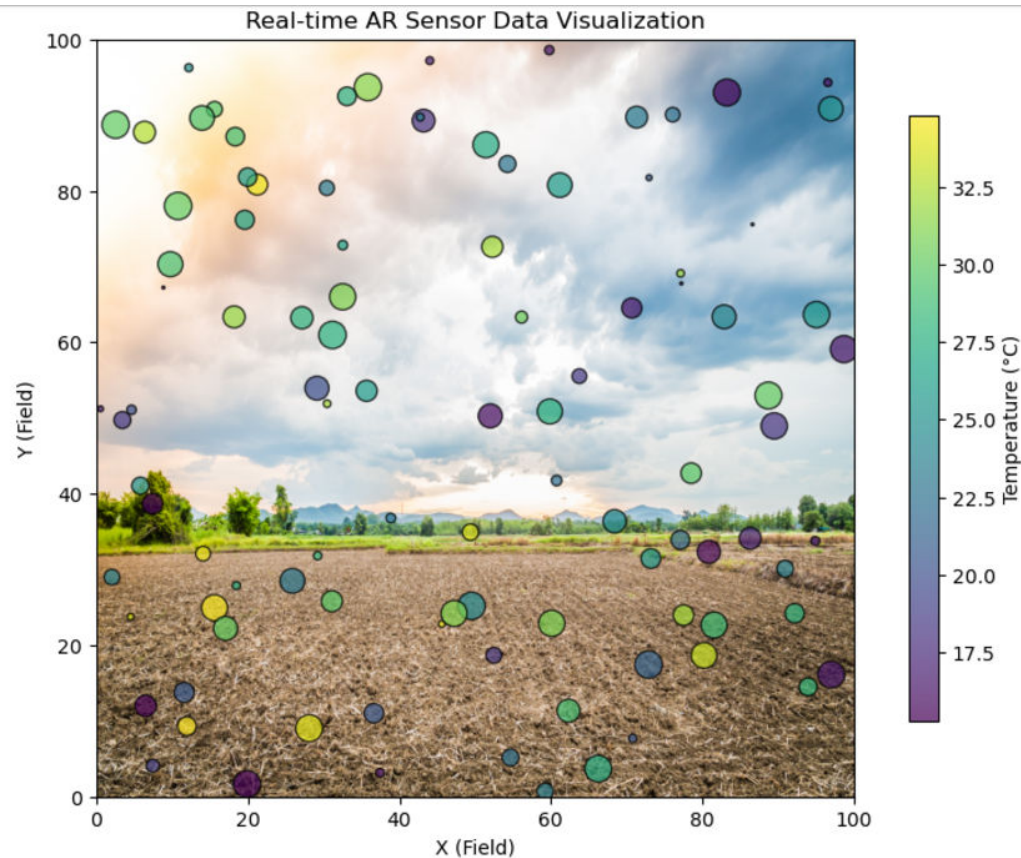 Real-time AR Sensor Data Visualization
100
80
60
40
20
0
Y (Field)
0 20 40 60 80 100
X (Field)
32.5
30.0
27.5
25.0
22.5
20.0
17.5
Temperature (°C)